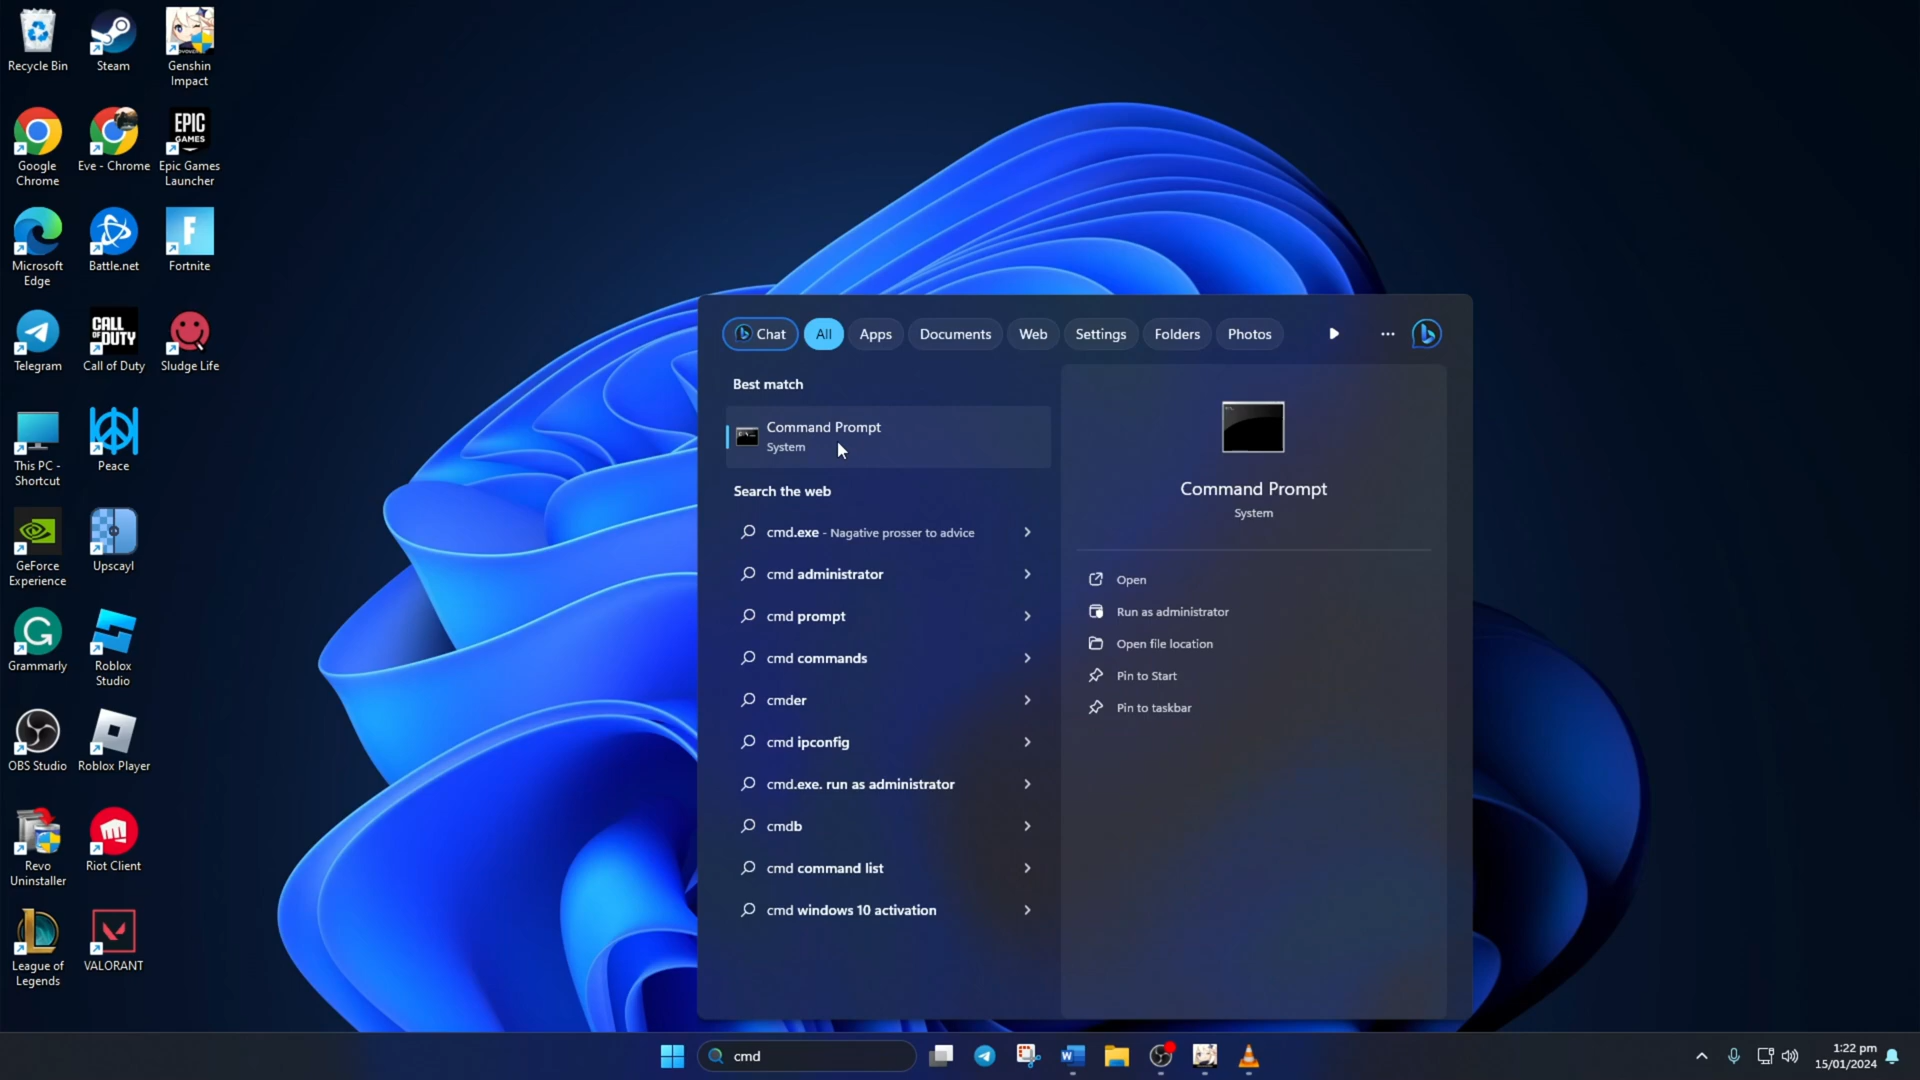 Recycle Bin
Steam
Genshin
Impact
Google
Chrome
Eve - Chrome
EPIC
GAMES
Epic Games
Launcher
Microsoft
Edge
Battle.net
F
Fortnite
Telegram
CALL
OF DUTY
Call of Duty
Sludge Life
This PC -
Shortcut
Peace
GeForce
Experience
Upscayl
Grammarly
Roblox
Studio
OBS Studio
Roblox Player
Revo
Uninstaller
Riot Client
League of
Legends
VALORANT
Chat
All
Apps
Documents
Web
Settings
Folders
Photos
Best match
Command Prompt
System
Search the web
cmd.exe - Nagative prosser to advice
cmd administrator
cmd prompt
cmd commands
cmder
cmd ipconfig
cmd.exe. run as administrator
cmdb
cmd command list
cmd windows 10 activation
Command Prompt
System
Open
Run as administrator
Open file location
Pin to Start
Pin to taskbar
cmd
1:22 pm
15/01/2024